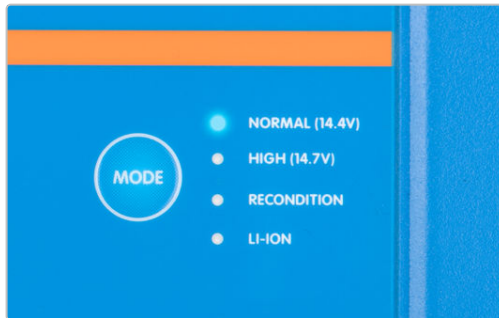 NORMAL (14.4V)
HIGH (14.7V)
MODE
RECONDITION
LI-ION